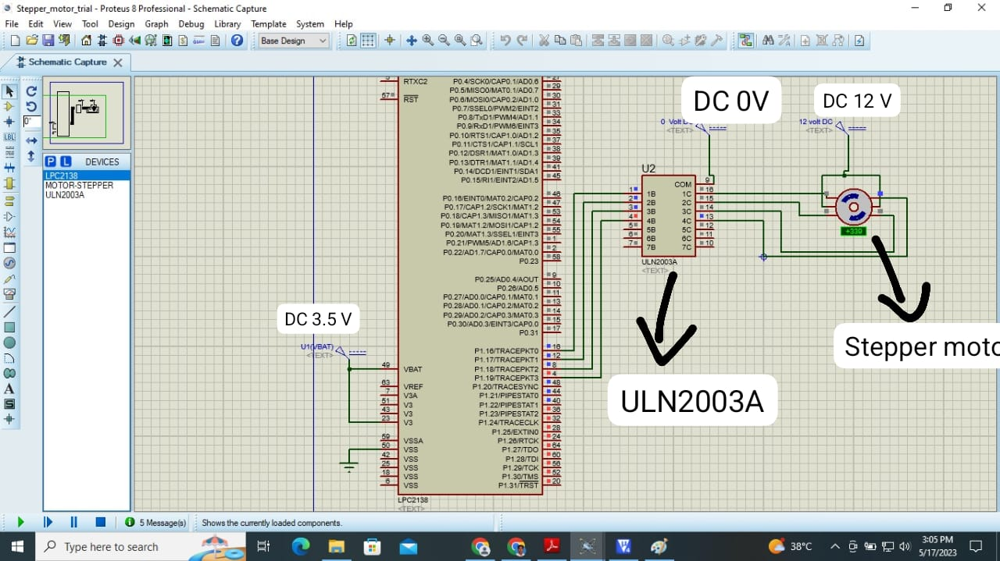 Stepper_motor_trial - Proteus 8 Professional - Schematic Capture
File Edit View Tool Design Graph Debug Library Template System Help
Base Design
Schematic Capture
0°
P L DEVICES
LPC2138
MOTOR-STEPPER
ULN2003A
RTXC2
57 RST
P0.4/SCK0/CAP0.1/AD0.6
P0.5/MISO0/MAT0.1/AD0.7 29
P0.6/MOSI0/CAP0.2/AD1.0 30
P0.7/SSEL0/PWM2/EINT2 31
P0.8/TxD1/PWM4/AD1.1 33
P0.9/RxD1/PWM6/EINT3 34
P0.10/RTS1/CAP1.0/AD1.2 35
P0.11/CTS1/CAP1.1/SCL1 37
P0.12/DSR1/MAT1.0/AD1.3 38
P0.13/DTR1/MAT1.1/AD1.4 39
P0.14/DCD1/EINT1/SDA1 41
P0.15/RI1/EINT2/AD1.5 45
P0.16/EINT0/MAT0.2/CAP0.2 46
P0.17/CAP1.2/SCK1/MAT1.2 47
P0.18/CAP1.3/MISO1/MAT1.3 53
P0.19/MAT1.2/MOSI1/CAP1.2 54
P0.20/MAT1.3/SSEL1/EINT3 55
P0.21/PWM5/AD1.6/CAP1.3 1
P0.22/AD1.7/CAP0.0/MAT0.0 2
P0.23 58
P0.25/AD0.4/AOUT 9
P0.26/AD0.5 10
P0.27/AD0.0/CAP0.1/MAT0.1 11
P0.28/AD0.1/CAP0.2/MAT0.2 13
P0.29/AD0.2/CAP0.3/MAT0.3 14
P0.30/AD0.3/EINT3/CAP0.0 15
P0.31 17
P1.16/TRACEPKT0 16
P1.17/TRACEPKT1 12
P1.18/TRACEPKT2 8
P1.19/TRACEPKT3 4
P1.20/TRACESYNC 48
P1.21/PIPESTAT0 44
P1.22/PIPESTAT1 40
P1.23/PIPESTAT2 36
P1.24/TRACECLK 32
P1.25/EXTIN0 28
P1.26/RTCK 24
P1.27/TDO 64
P1.28/TDI 60
P1.29/TCK 56
P1.30/TMS 52
P1.31/TRST 20
DC 3.5 V
U1(VBAT)
<TEXT>
49 VBAT
63 VREF
7 V3A
51 V3
43 V3
23 V3
59 VSSA
50 VSS
42 VSS
25 VSS
18 VSS
6 VSS
LPC2138
<TEXT>
DC 0V
0 Volt
<TEXT>
DC 12 V
12 volt DC
<TEXT>
U2
COM 9
1 1B 1C 16
2 2B 2C 15
3 3B 3C 14
4 4B 4C 13
5 5B 5C 12
6 6B 6C 11
7 7B 7C 10
ULN2003A
<TEXT>
+339
Stepper moto
ULN2003A
5 Message(s) Shows the currently loaded components.
Type here to search
38°C
3:05 PM
5/17/2023